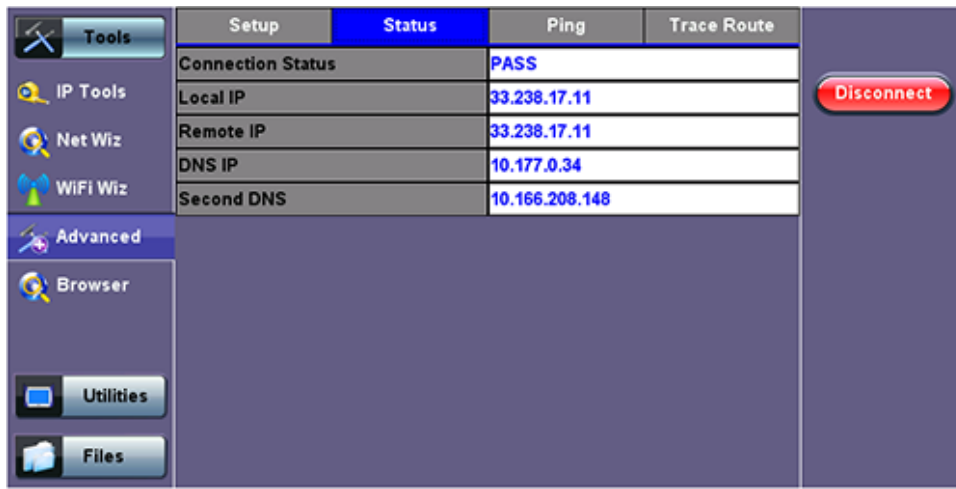 Tools
Setup Status Ping Trace Route
Connection Status PASS
Local IP 33.238.17.11
Remote IP 33.238.17.11
DNS IP 10.177.0.34
Second DNS 10.166.208.148
IP Tools
Net Wiz
WiFi Wiz
Advanced
Browser
Utilities
Files
Disconnect